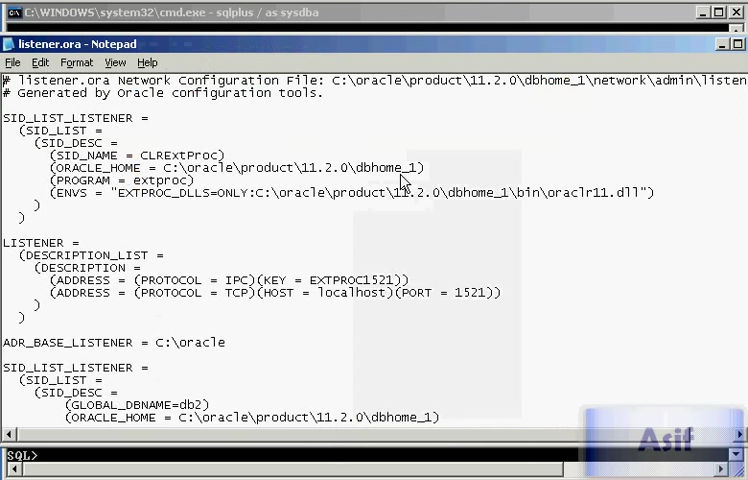 C:\WINDOWS\system32\cmd.exe - sqlplus / as sysdba
listener.ora - Notepad
File Edit Format View Help
# listener.ora Network Configuration File: C:\oracle\product\11.2.0\dbhome_1\network\admin\listen
# Generated by Oracle configuration tools.
SID_LIST_LISTENER =
(SID_LIST =
(SID_DESC =
(SID_NAME = CLRExtProc)
(ORACLE_HOME = C:\oracle\product\11.2.0\dbhome_1)
(PROGRAM = extproc)
(ENVS = "EXTPROC_DLLS=ONLY:C:\oracle\product\11.2.0\dbhome_1\bin\oraclr11.dll")
)
)
LISTENER =
(DESCRIPTION_LIST =
(DESCRIPTION =
(ADDRESS = (PROTOCOL = IPC)(KEY = EXTPROC1521))
(ADDRESS = (PROTOCOL = TCP)(HOST = localhost)(PORT = 1521))
)
)
ADR_BASE_LISTENER = C:\oracle
SID_LIST_LISTENER =
(SID_LIST =
(SID_DESC =
(GLOBAL_DBNAME=db2)
(ORACLE_HOME = C:\oracle\product\11.2.0\dbhome_1)
SQL>
Asif